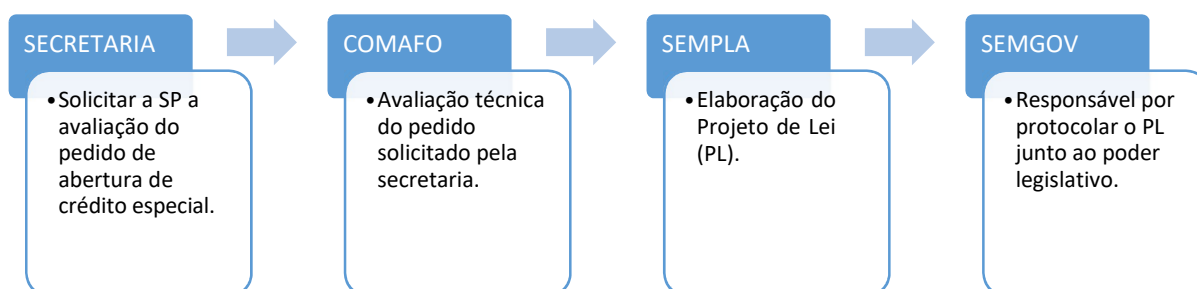 SECRETARIA
•Solicitar a SP a
avaliação do
pedido de
abertura de
crédito especial.
COMAFO
•Avaliação técnica
do pedido
solicitado pela
secretaria.
SEMPLA
•Elaboração do
Projeto de Lei
(PL).
SEMGOV
•Responsável por
protocolar o PL
junto ao poder
legislativo.